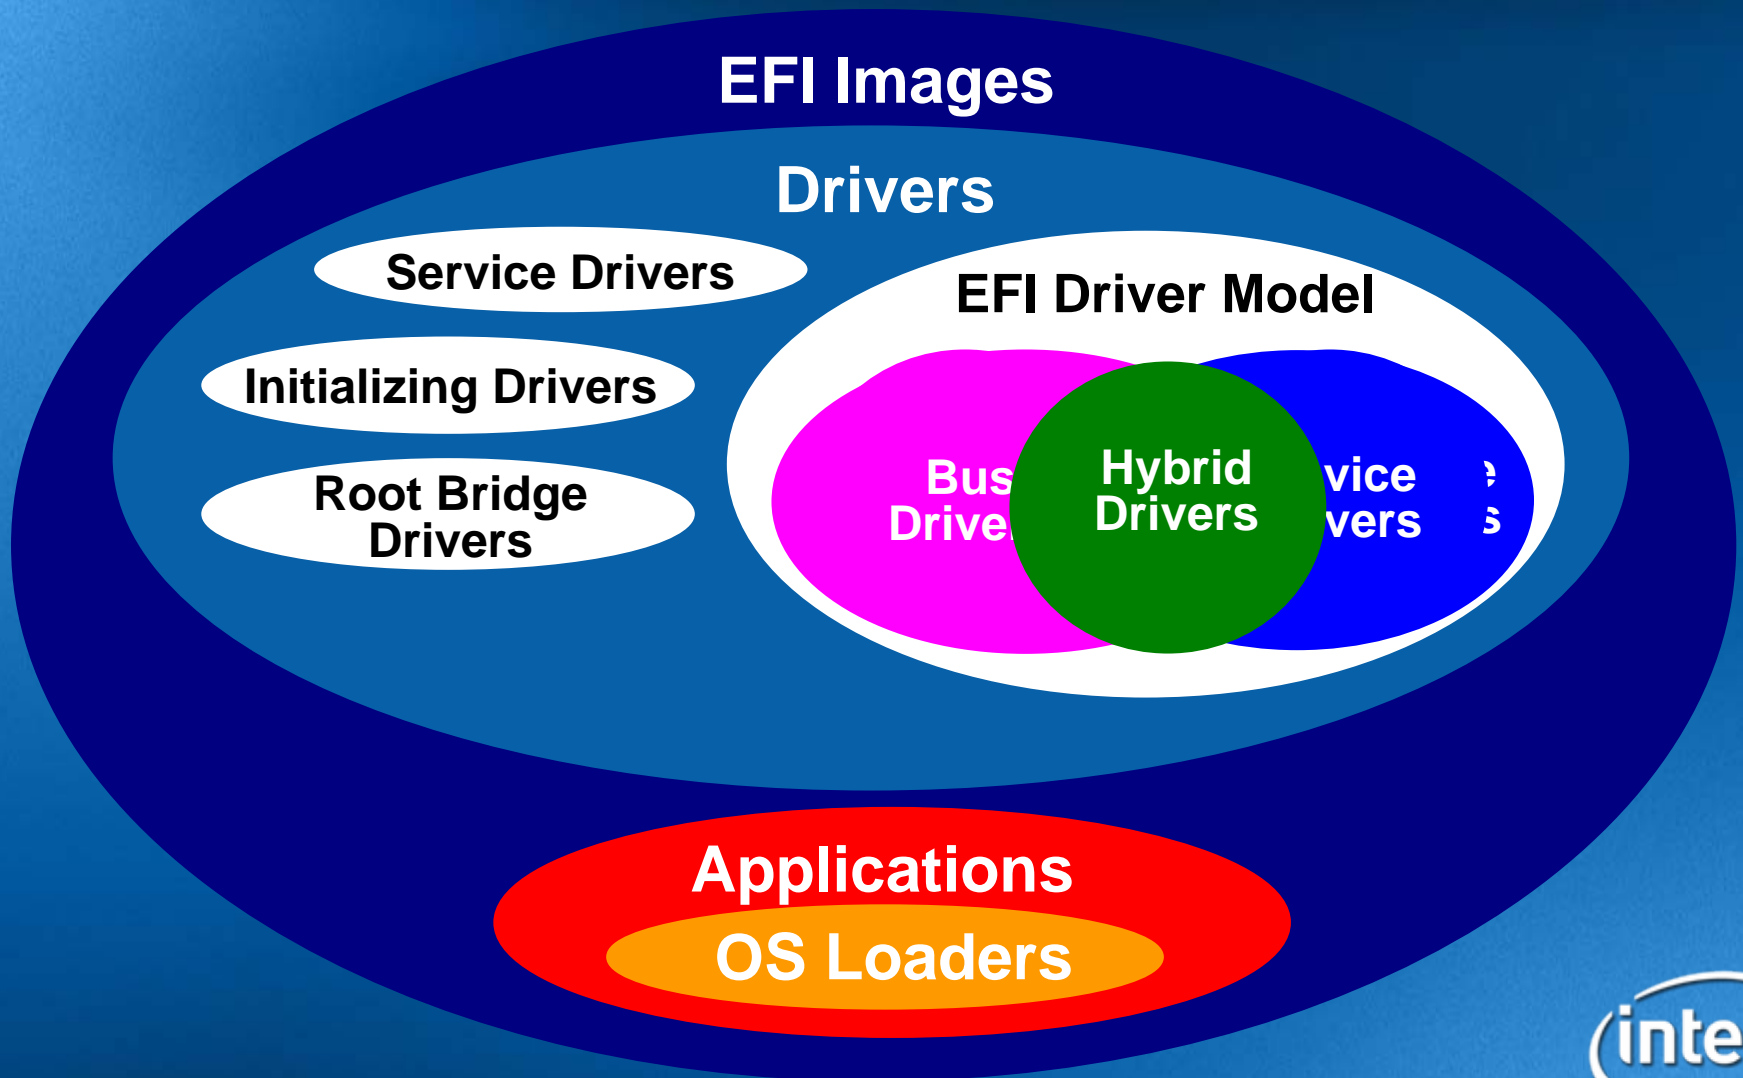 EFI Images
Drivers
Service Drivers
EFI Driver Model
Initializing Drivers
Root Bridge
Drivers
Bus
Drive
Hybrid
Drivers
vice
vers
e
s
Applications
OS Loaders
inte